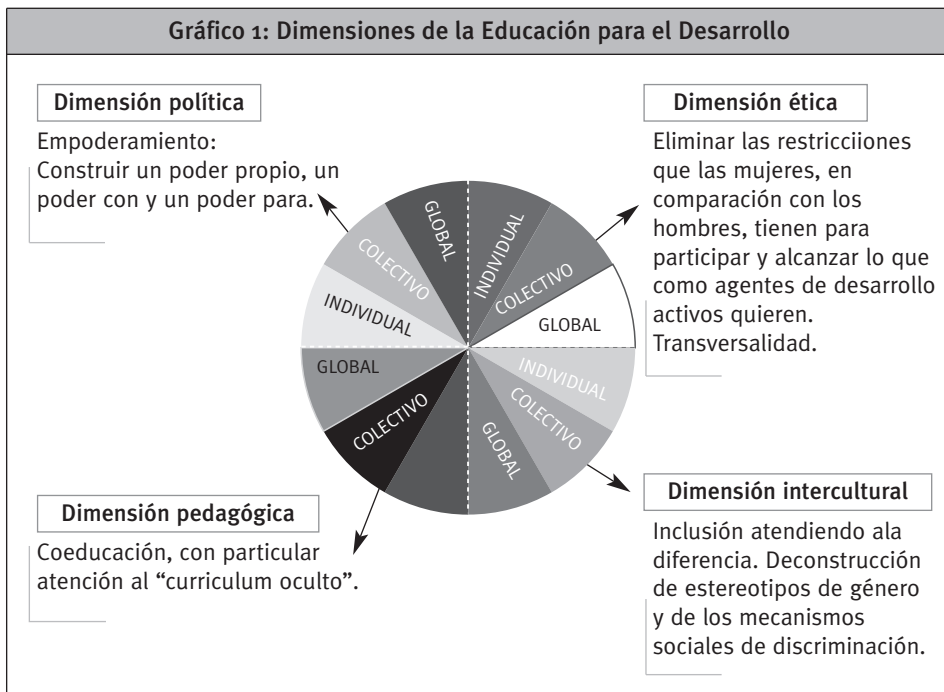 Gráfico 1: Dimensiones de la Educación para el Desarrollo
Dimensión política
Empoderamiento:
Construir un poder propio, un
poder con y un poder para.
Dimensión ética
Eliminar las restricciiones
que las mujeres, en
comparación con los
hombres, tienen para
participar y alcanzar lo que
como agentes de desarrollo
activos quieren.
Transversalidad.
GLOBAL
INDIVIDUAL
COLECTIVO
COLECTIVO
INDIVIDUAL
GLOBAL
GLOBAL
INDIVIDUAL
COLECTIVO
COLECTIVO
GLOBAL
Dimensión pedagógica
Coeducación, con particular
atención al “curriculum oculto”.
Dimensión intercultural
Inclusión atendiendo ala
diferencia. Deconstrucción
de estereotipos de género
y de los mecanismos
sociales de discriminación.